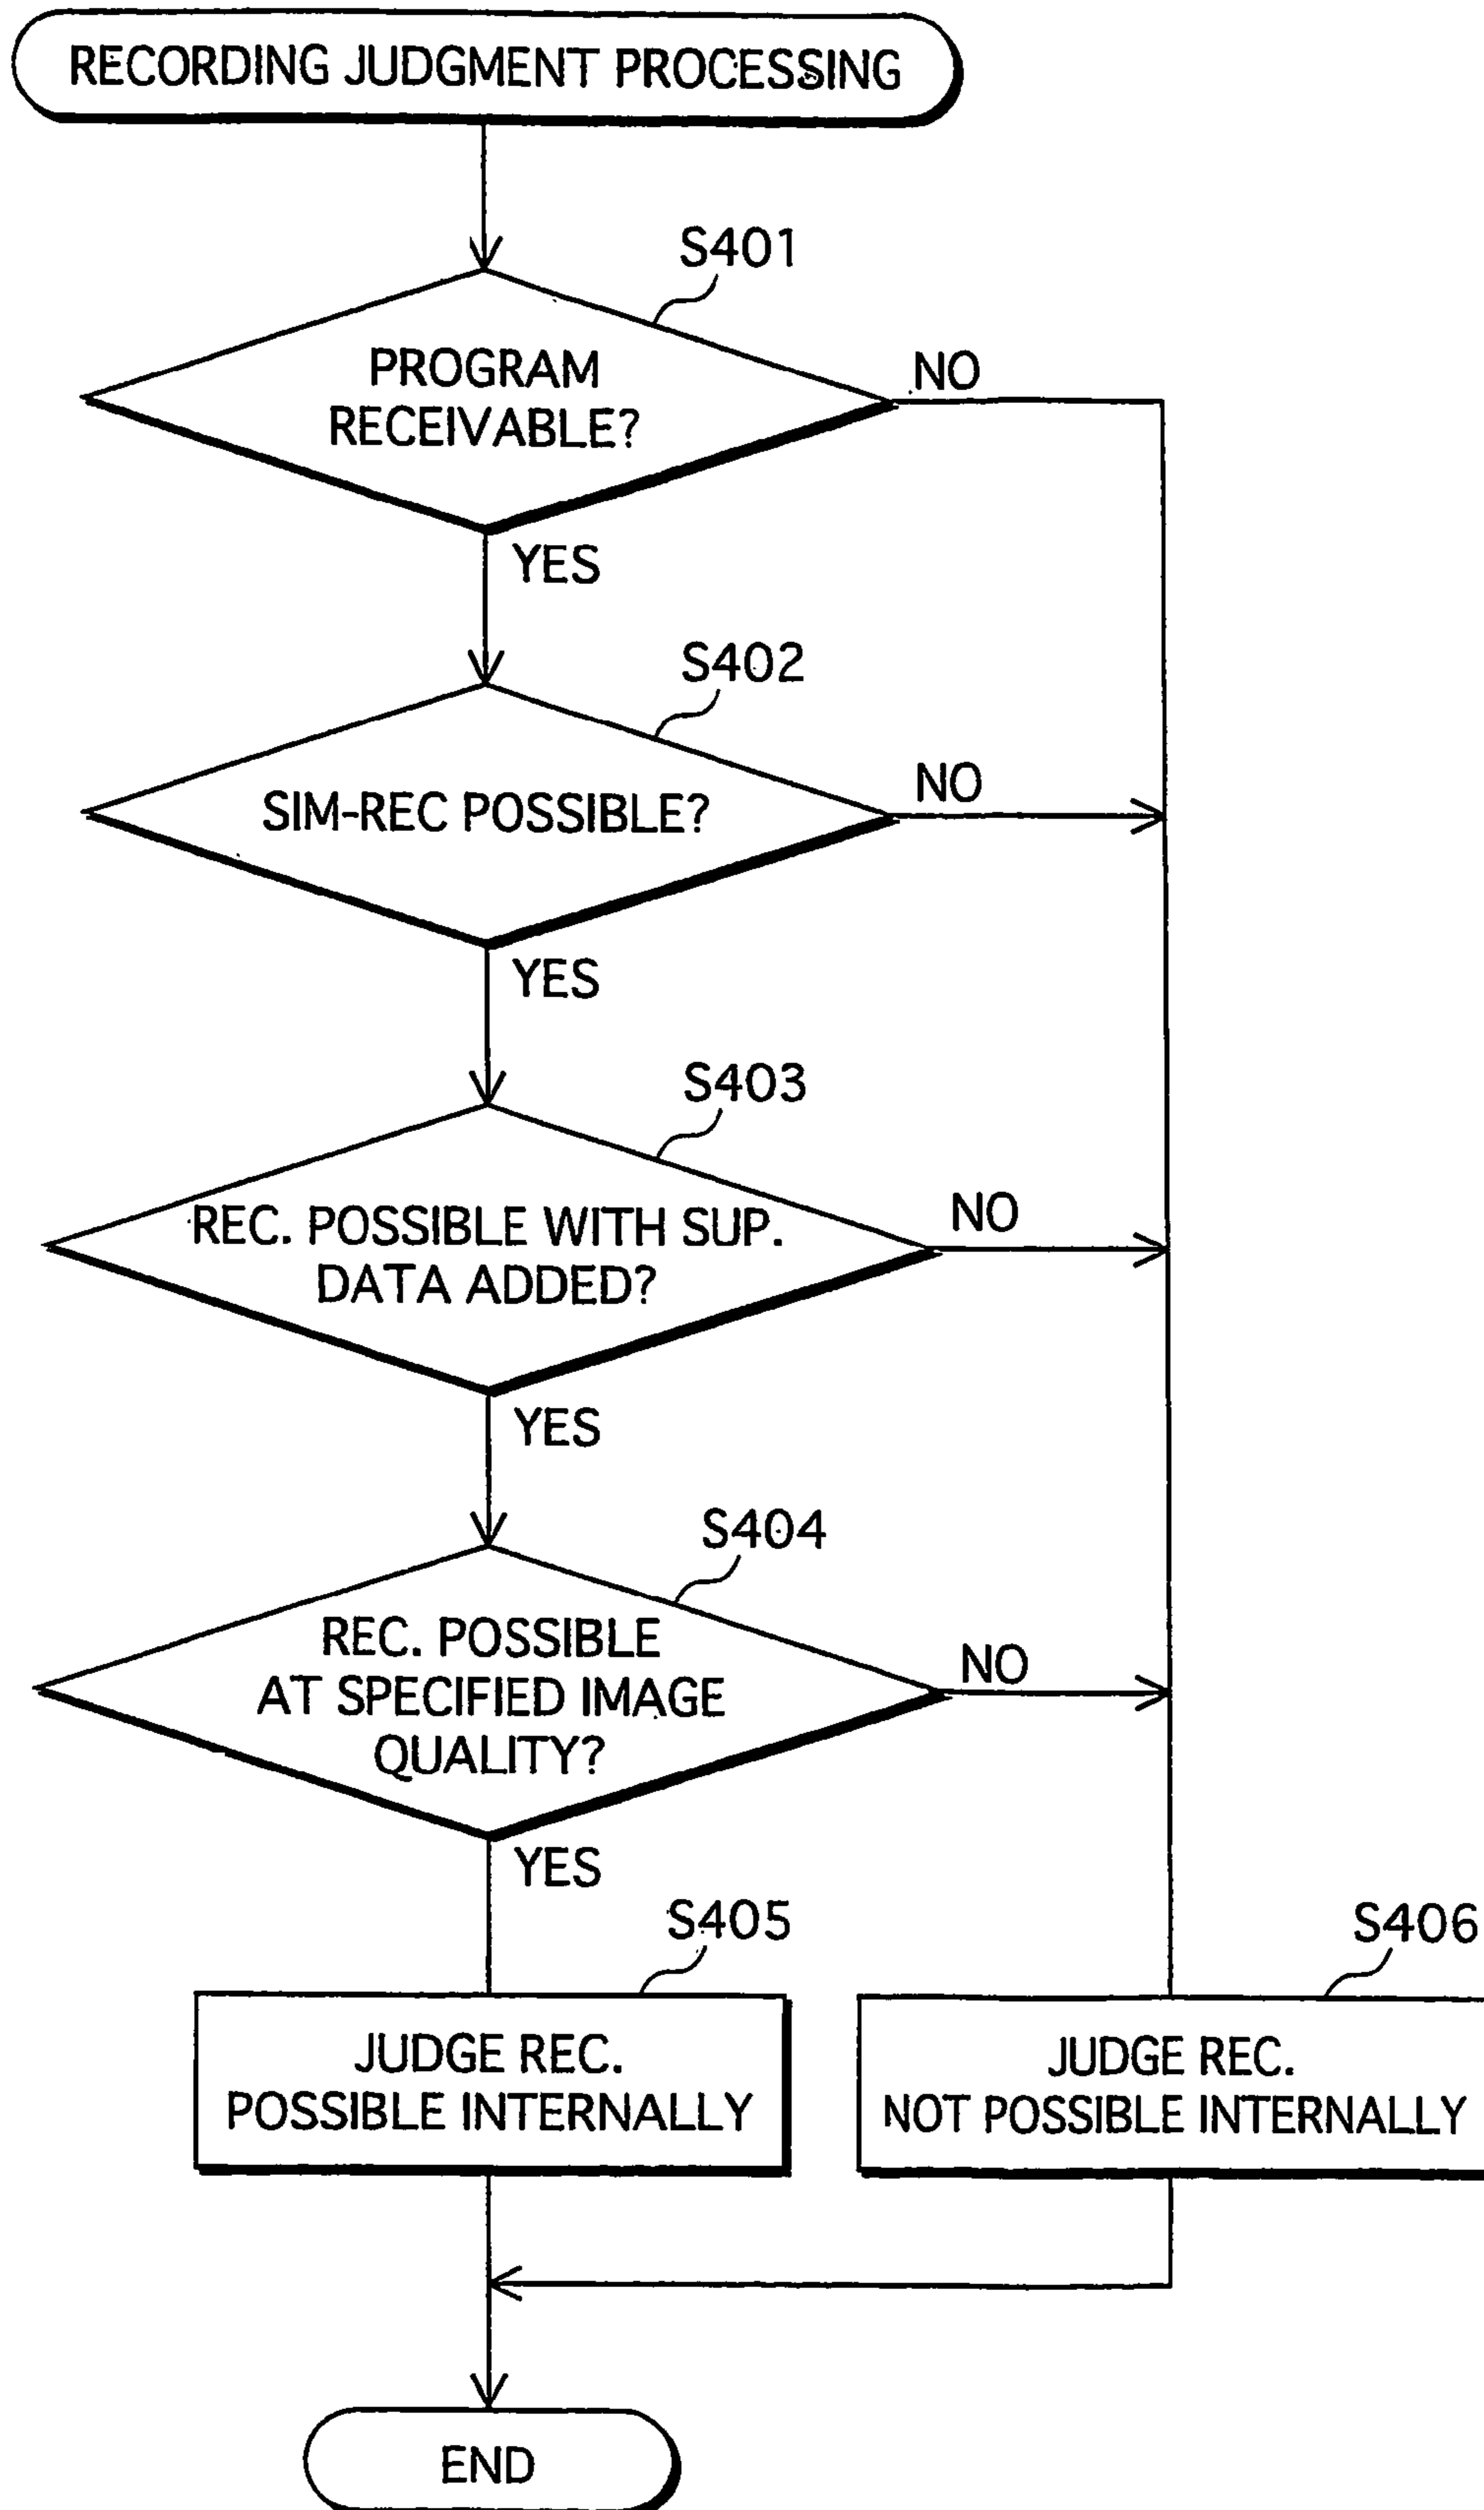 RECORDING JUDGMENT PROCESSING
S401
PROGRAM
RECEIVABLE?
NO
YES
S402
SIM-REC POSSIBLE?
NO
YES
S403
REC. POSSIBLE WITH SUP.
DATA ADDED?
NO
YES
S404
REC. POSSIBLE
AT SPECIFIED IMAGE
QUALITY?
NO
YES
S405
JUDGE REC.
POSSIBLE INTERNALLY
S406
JUDGE REC.
NOT POSSIBLE INTERNALLY
END